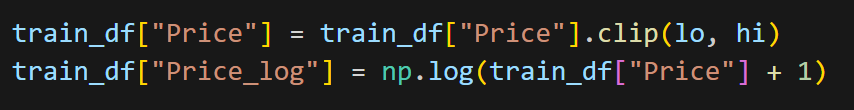 train_df["Price"] = train_df["Price"].clip(lo, hi)
train_df["Price_log"] = np.log(train_df["Price"] + 1)